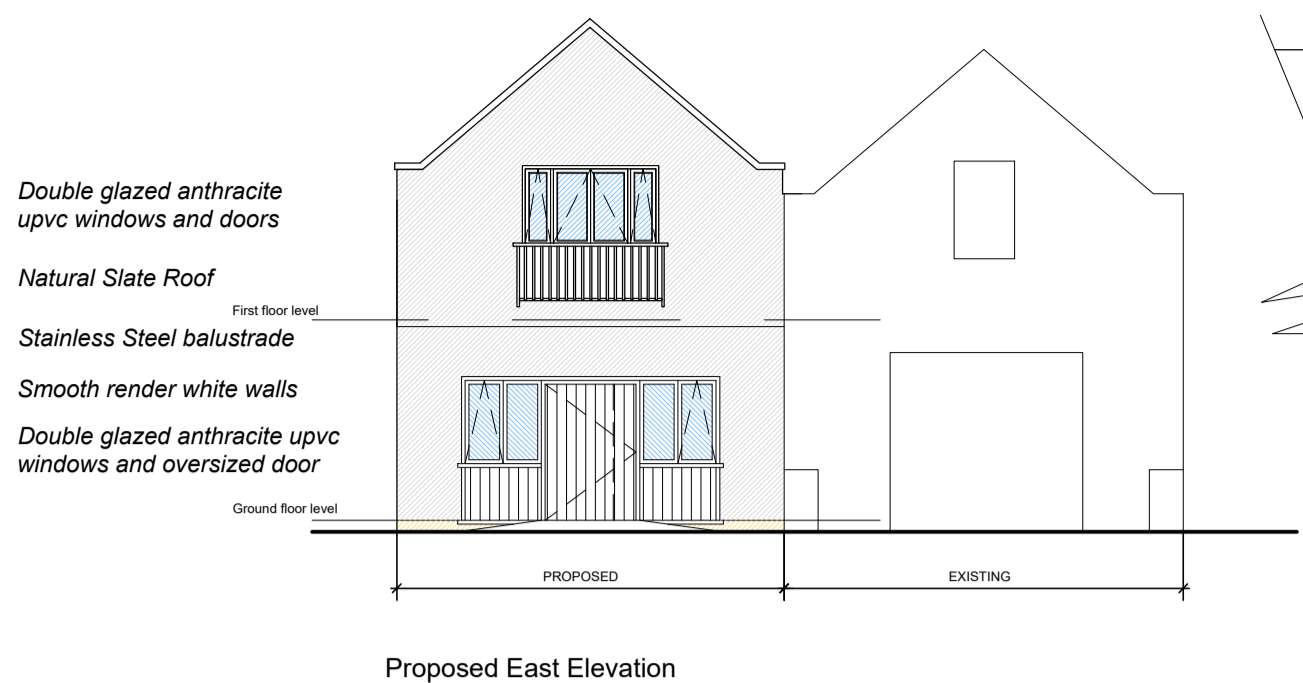 Double glazed anthracite
upvc windows and doors
Natural Slate Roof
First floor level
Stainless Steel balustrade
Smooth render white walls
Double glazed anthracite upvc
windows and oversized door
Ground floor level
PROPOSED
EXISTING
Proposed East Elevation